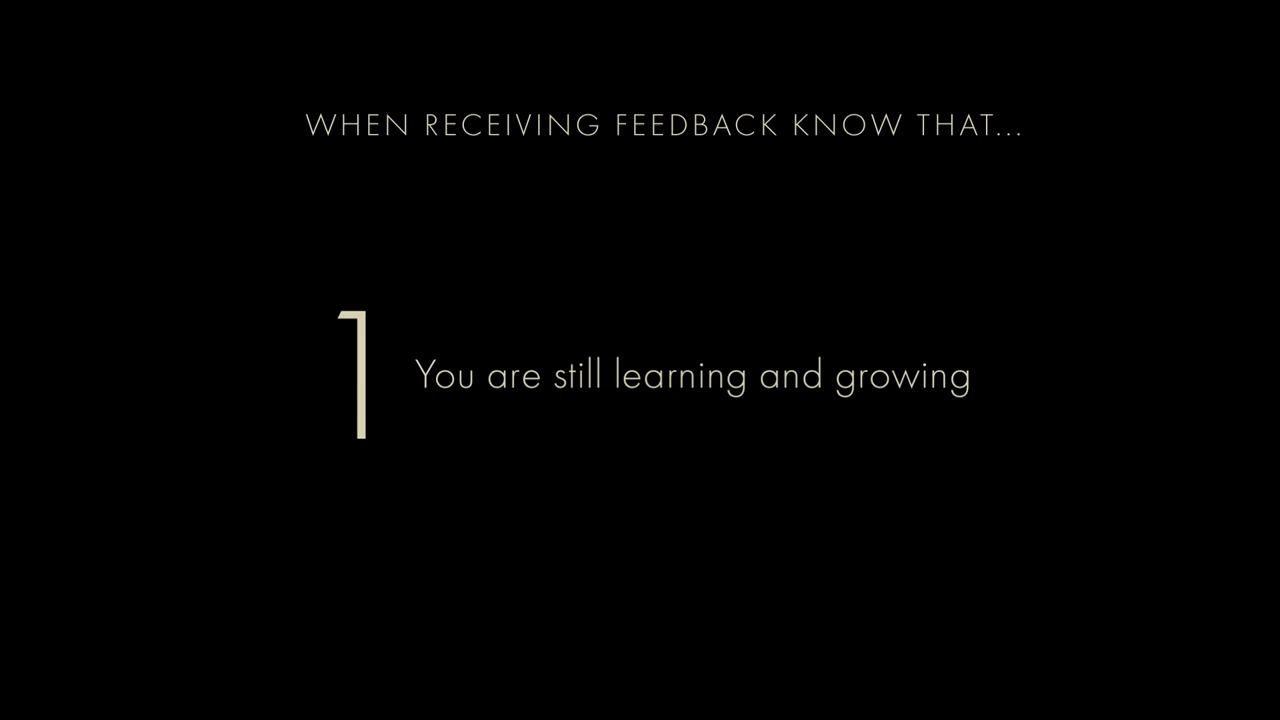 WHEN RECEIVING FEEDBACK KNOW THAT...
1 You are still learning and growing